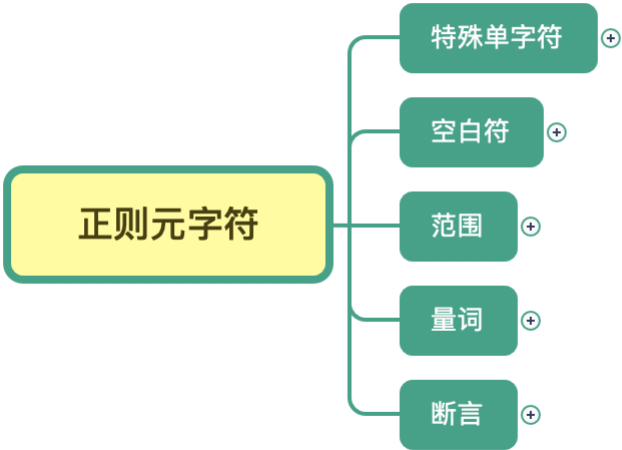 正则元字符
特殊单字符
空白符
范围
量词
断言